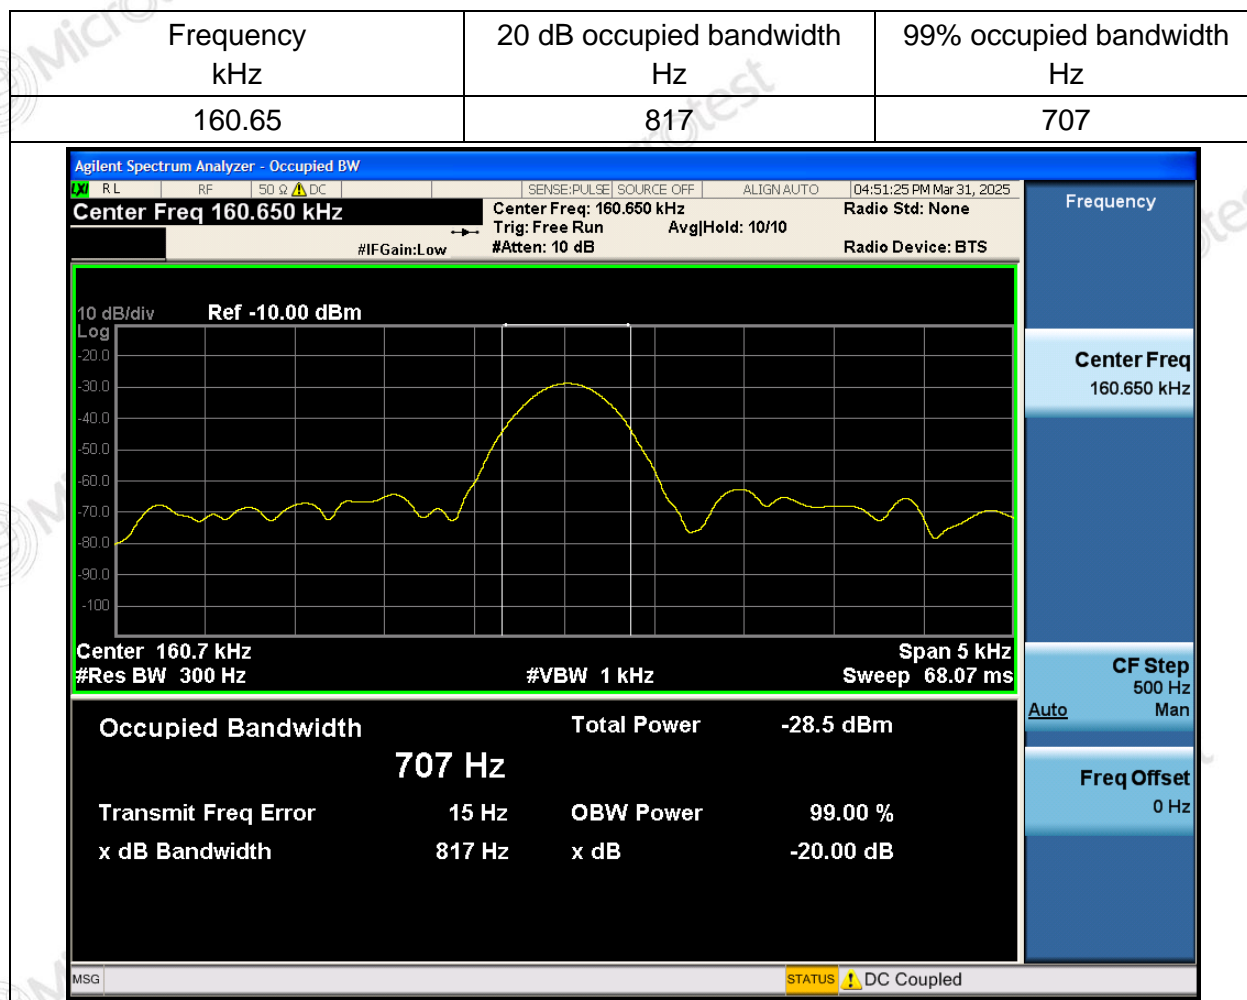 Frequency
kHz
20 dB occupied bandwidth
Hz
99% occupied bandwidth
Hz
160.65
817
707
Agilent Spectrum Analyzer - Occupied BW
LXI RL RF 50 Ω DC SENSE:PULSE SOURCE OFF ALIGN AUTO 04:51:25 PM Mar 31, 2025
Center Freq 160.650 kHz
Center Freq: 160.650 kHz
Radio Std: None
Trig: Free Run Avg|Hold: 10/10
#IFGain:Low
#Atten: 10 dB
Radio Device: BTS
10 dB/div Ref -10.00 dBm
Log
-20.0
-30.0
-40.0
-50.0
-60.0
-70.0
-80.0
-90.0
-100
Center 160.7 kHz Span 5 kHz
#Res BW 300 Hz #VBW 1 kHz Sweep 68.07 ms
Occupied Bandwidth Total Power -28.5 dBm
707 Hz
Transmit Freq Error 15 Hz OBW Power 99.00 %
x dB Bandwidth 817 Hz x dB -20.00 dB
Frequency
Center Freq
160.650 kHz
CF Step
500 Hz
Auto Man
Freq Offset
0 Hz
MSG STATUS DC Coupled